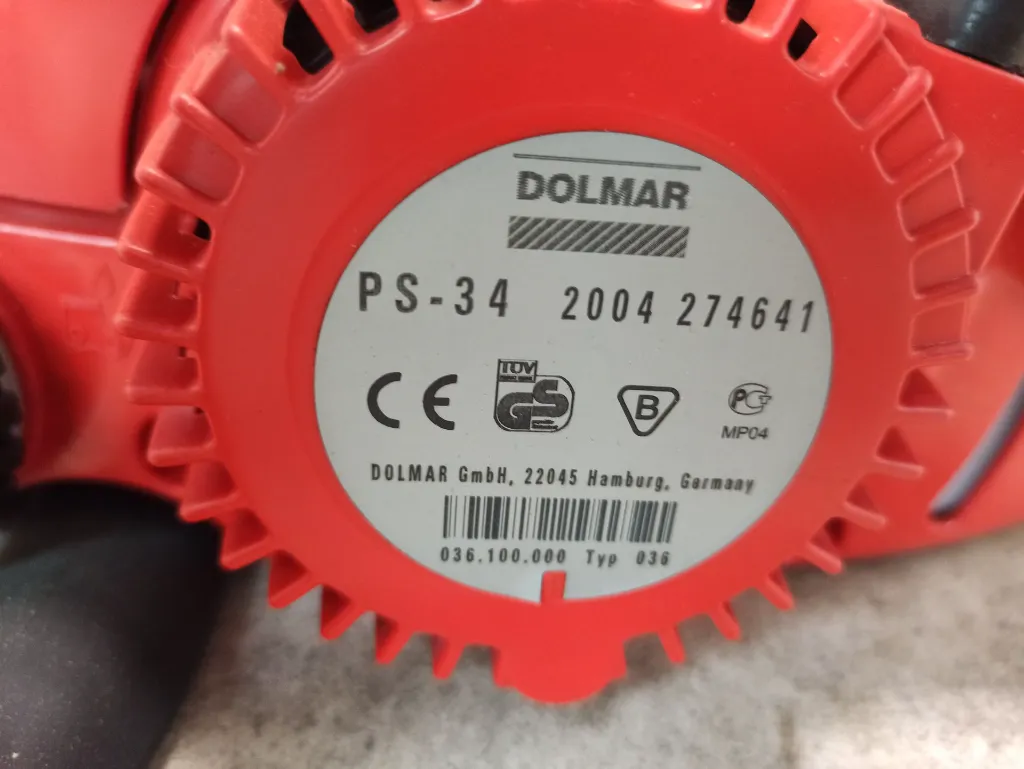 DOLMAR
PS-34 2004 274641
CE TÜV GS B PCT
MP04
DOLMAR GmbH, 22045 Hamburg, Germany
036.100.000 Typ 036